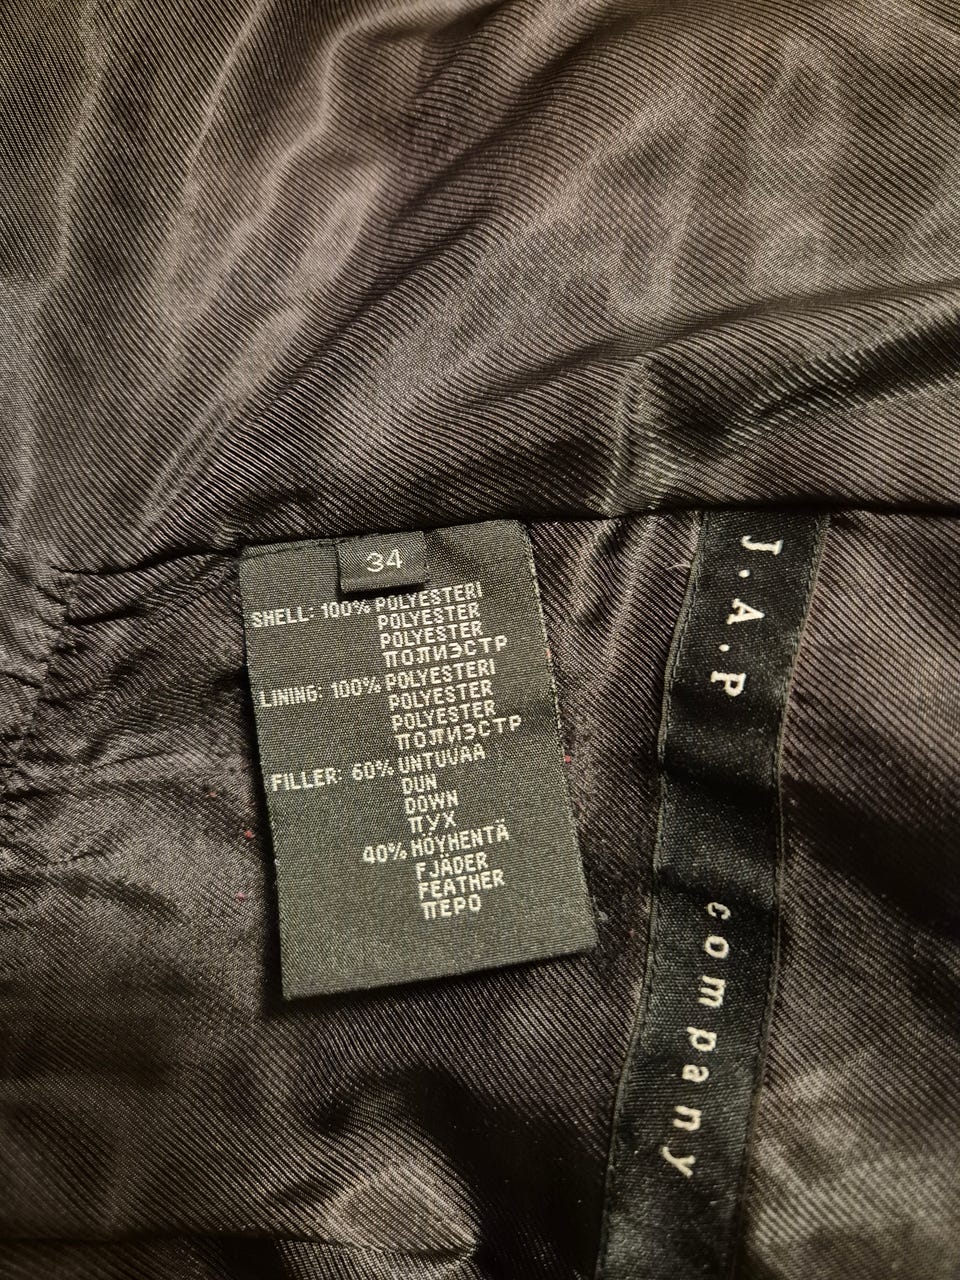 34
SHELL: 100% POLYESTERI
POLYESTER
POLYESTER
ПОЛИЭСТР
LINING: 100% POLYESTERI
POLYESTER
POLYESTER
ПОЛИЭСТР
FILLER: 60% UNTUVAA
DUN
DOWN
ПУХ
40% HÖYHENTÄ
FJÄDER
FEATHER
ПЕРО
J.A.P company